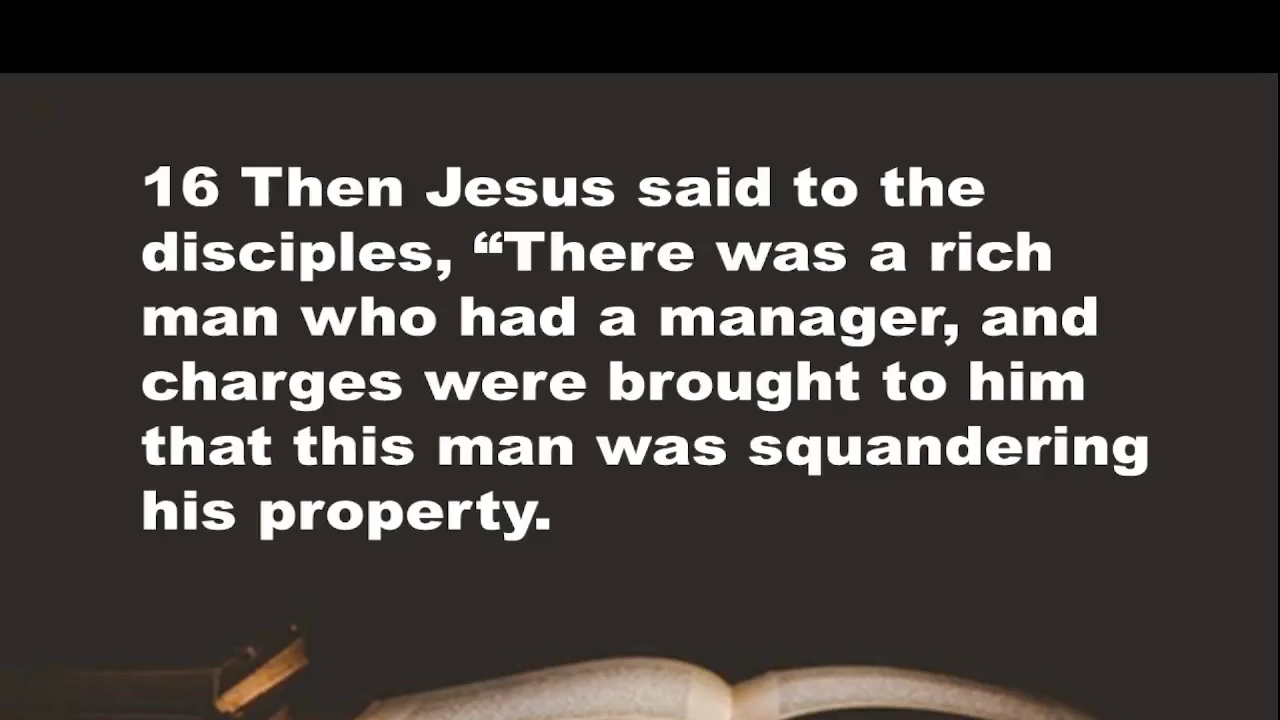 16 Then Jesus said to the
disciples, “There was a rich
man who had a manager, and
charges were brought to him
that this man was squandering
his property.